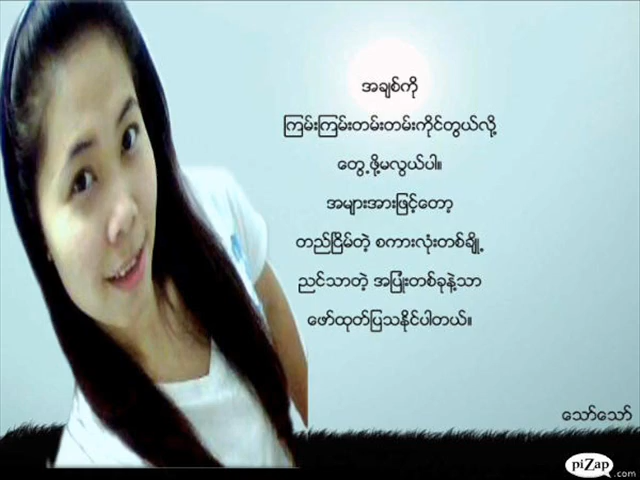 အချစ်ကို
ကြမ်းကြမ်းတမ်းတမ်းကိုင်တွယ်လို့
တွေ့ဖို့မလွယ်ပါ။
အများအားဖြင့်တော့
တည်ငြိမ်တဲ့ စကားလုံးတစ်ချို့
ညင်သာတဲ့ အပြုံးတစ်ခုနဲ့သာ
ဖော်ထုတ်ပြသနိုင်ပါတယ်။
သော်သော်
piZap
.com